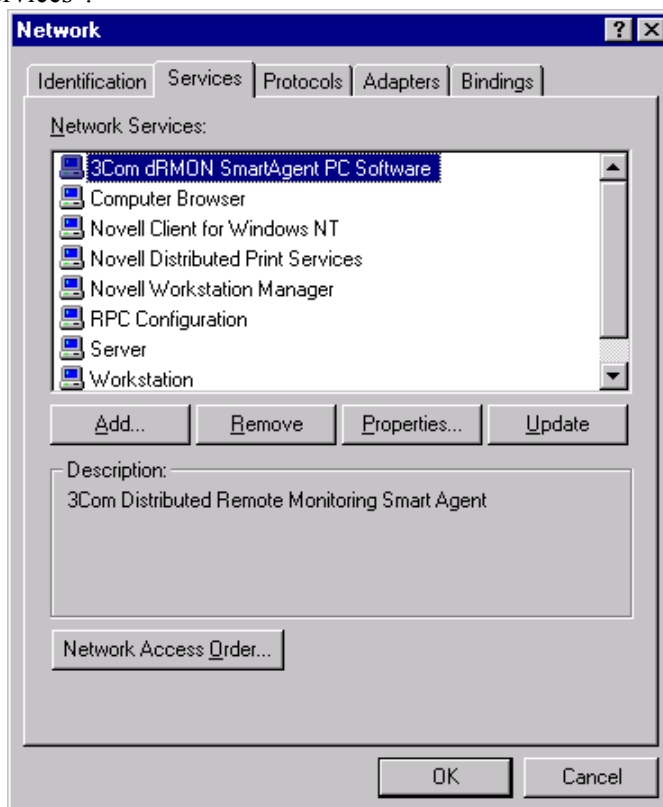 Network
Identification Services Protocols Adapters Bindings
Network Services:
3Com dRMON SmartAgent PC Software
Computer Browser
Novell Client for Windows NT
Novell Distributed Print Services
Novell Workstation Manager
RPC Configuration
Server
Workstation
Add... Remove Properties... Update
Description:
3Com Distributed Remote Monitoring Smart Agent
Network Access Order...
OK Cancel